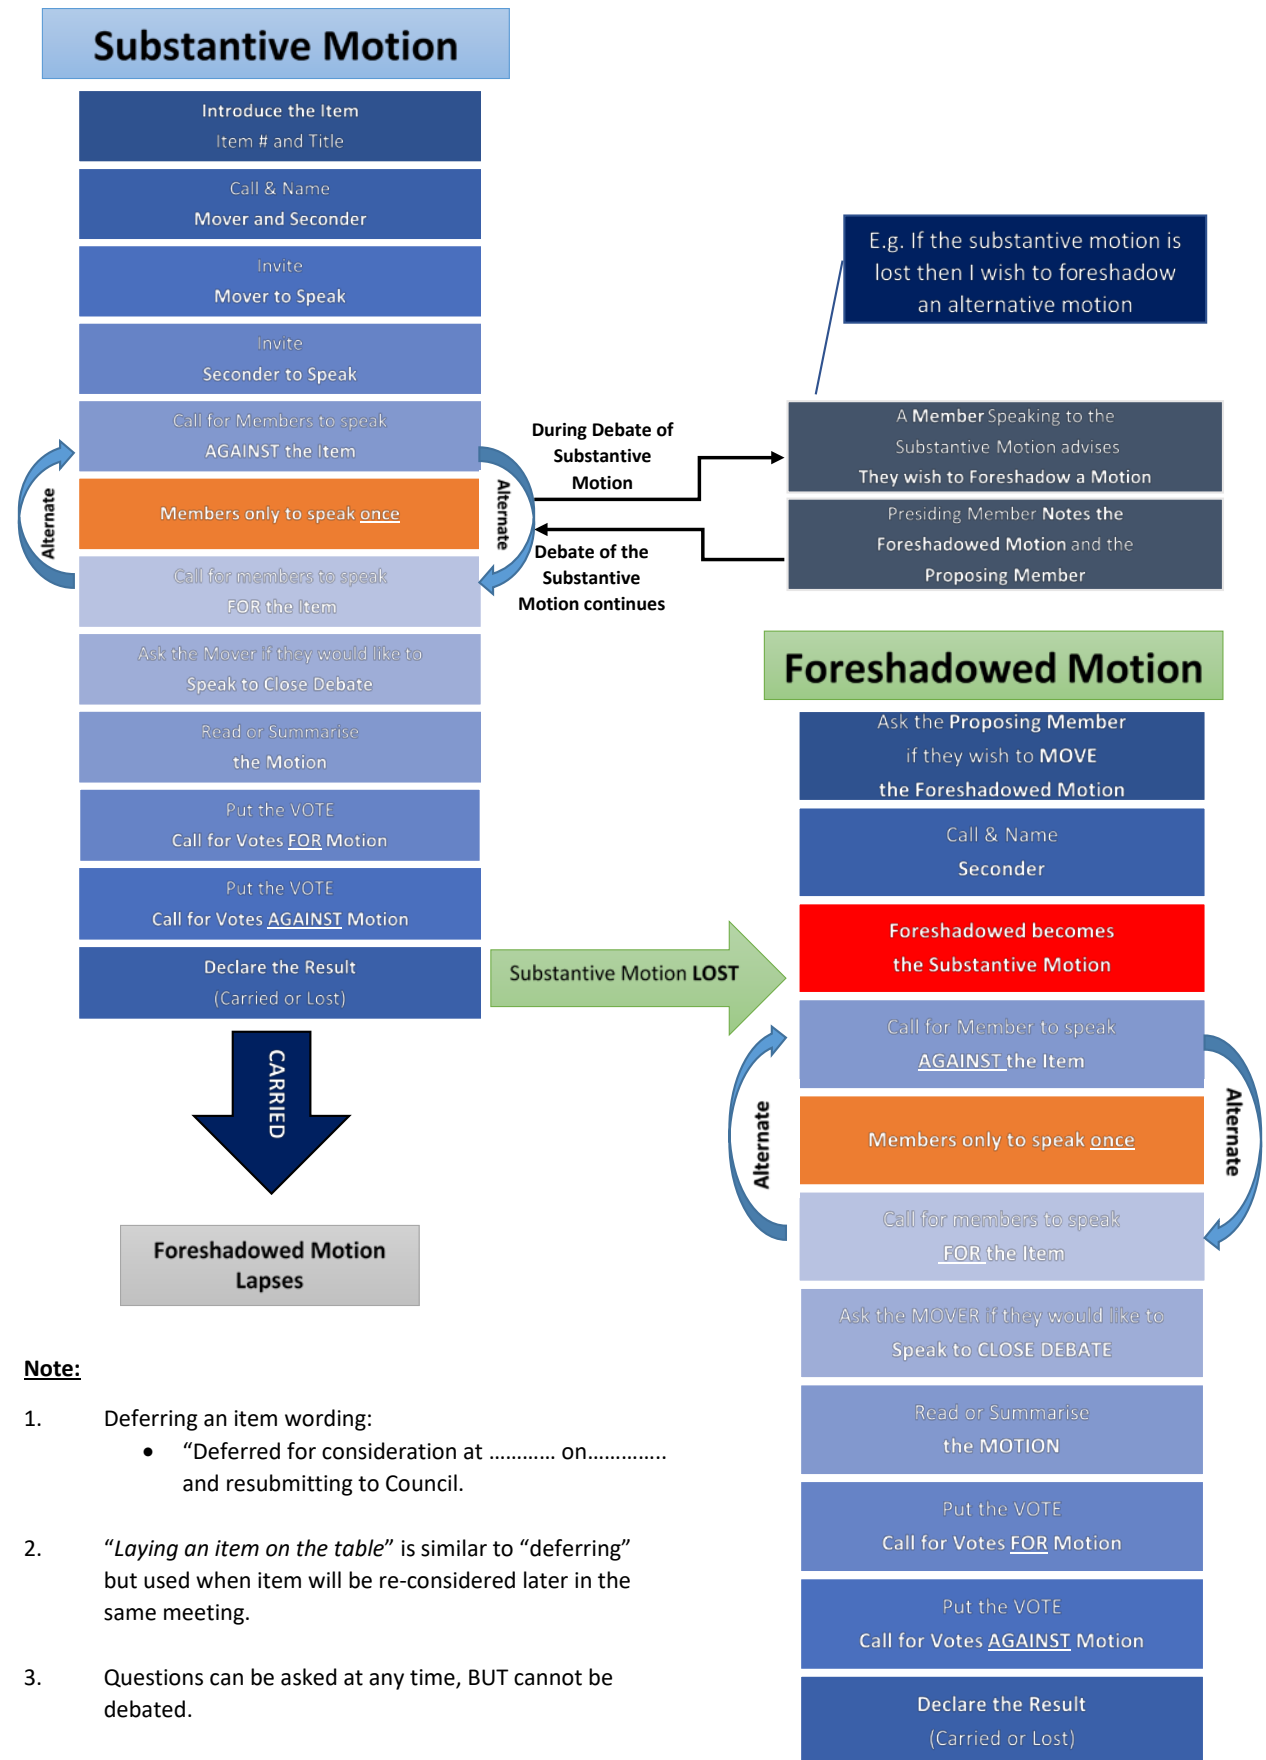 Substantive Motion
Introduce the Item
Item # and Title
Call & Name
Mover and Seconder
Invite
Mover to Speak
Invite
Seconder to Speak
Call for Members to speak
AGAINST the Item
Members only to speak once
Call for members to speak
FOR the Item
Alternate
Alternate
Ask the Mover if they would like to
Speak to Close Debate
Read or Summarise
the Motion
Put the VOTE
Call for Votes FOR Motion
Put the VOTE
Call for Votes AGAINST Motion
Declare the Result
(Carried or Lost)
CARRIED
Foreshadowed Motion
Lapses
During Debate of
Substantive
Motion
Debate of the
Substantive
Motion continues
E.g. If the substantive motion is
lost then I wish to foreshadow
an alternative motion
A Member Speaking to the
Substantive Motion advises
They wish to Foreshadow a Motion
Presiding Member Notes the
Foreshadowed Motion and the
Proposing Member
Substantive Motion LOST
Foreshadowed Motion
Ask the Proposing Member
if they wish to MOVE
the Foreshadowed Motion
Call & Name
Seconder
Foreshadowed becomes
the Substantive Motion
Call for Member to speak
AGAINST the Item
Members only to speak once
Call for members to speak
FOR the Item
Alternate
Alternate
Ask the MOVER if they would like to
Speak to CLOSE DEBATE
Read or Summarise
the MOTION
Put the VOTE
Call for Votes FOR Motion
Put the VOTE
Call for Votes AGAINST Motion
Declare the Result
(Carried or Lost)
Note:
1. Deferring an item wording:
• “Deferred for consideration at ………… on…………..
and resubmitting to Council.
2. “Laying an item on the table” is similar to “deferring”
but used when item will be re-considered later in the
same meeting.
3. Questions can be asked at any time, BUT cannot be
debated.